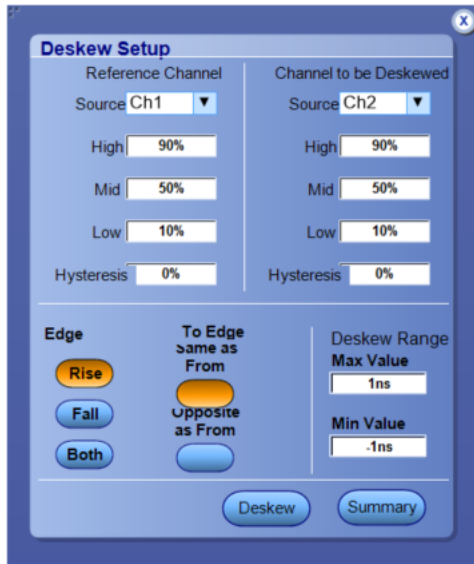 X
Deskew Setup
Reference Channel
Source Ch1 ▼
High 90%
Mid 50%
Low 10%
Hysteresis 0%
Channel to be Deskewed
Source Ch2 ▼
High 90%
Mid 50%
Low 10%
Hysteresis 0%
Edge
Rise
Fall
Both
To Edge
Same as
From
Opposite
as From
Deskew Range
Max Value
1ns
Min Value
-1ns
Deskew
Summary